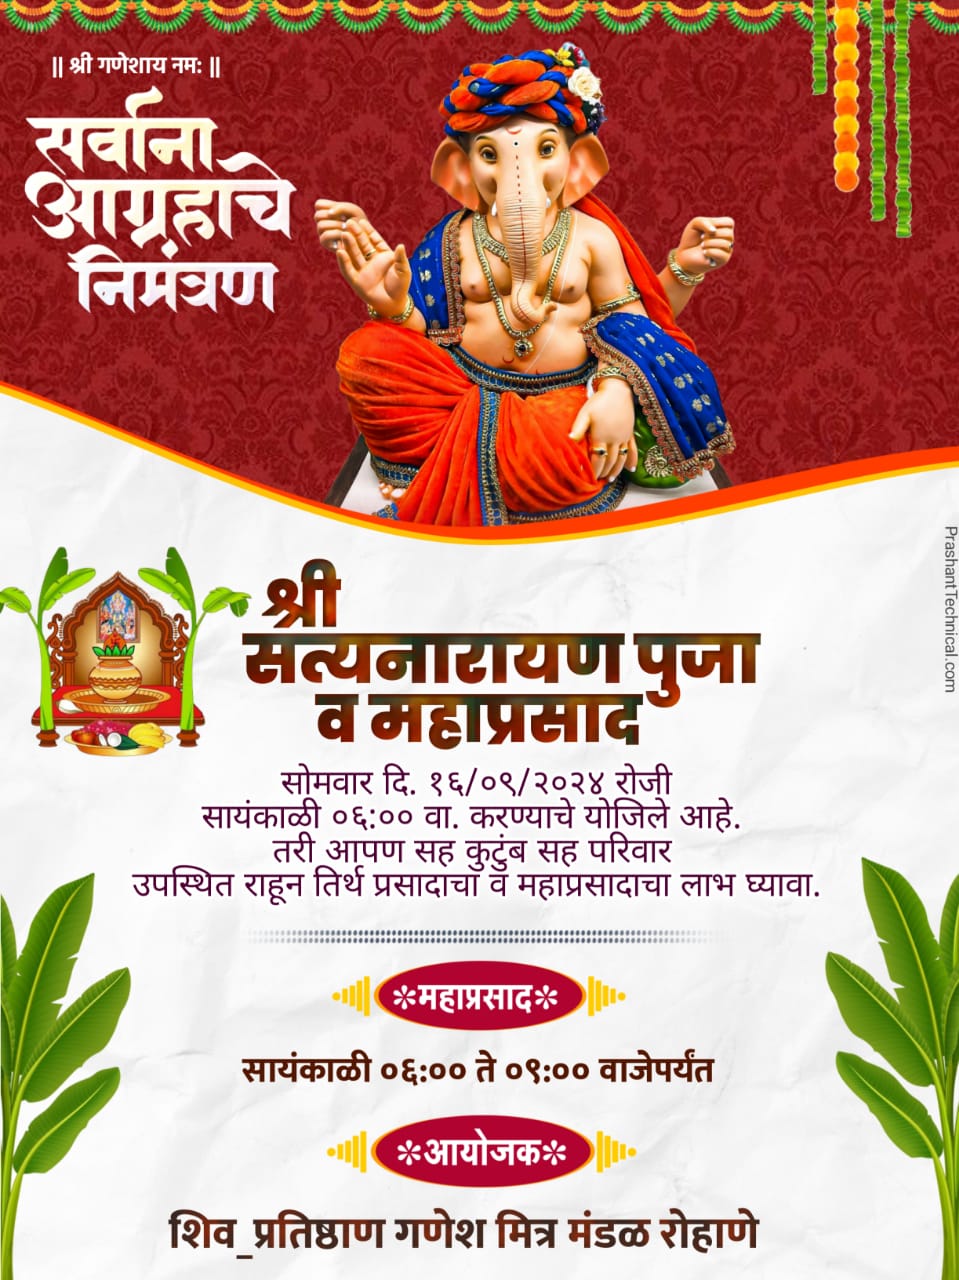 || श्री गणेशाय नमः ||
सर्वाना
आग्रहाचे
निमंत्रण
PrashantTechnical.com
श्री
सत्यनारायण पुजा
व महाप्रसाद
सोमवार दि. १६/०९/२०२४ रोजी
सायंकाळी ०६:०० वा. करण्याचे योजिले आहे.
तरी आपण सह कुटुंब सह परिवार
उपस्थित राहून तिर्थ प्रसादाचा व महाप्रसादाचा लाभ घ्यावा.
*महाप्रसाद*
सायंकाळी ०६:०० ते ०९:०० वाजेपर्यंत
*आयोजक*
शिव_प्रतिष्ठाण गणेश मित्र मंडळ रोहाणे